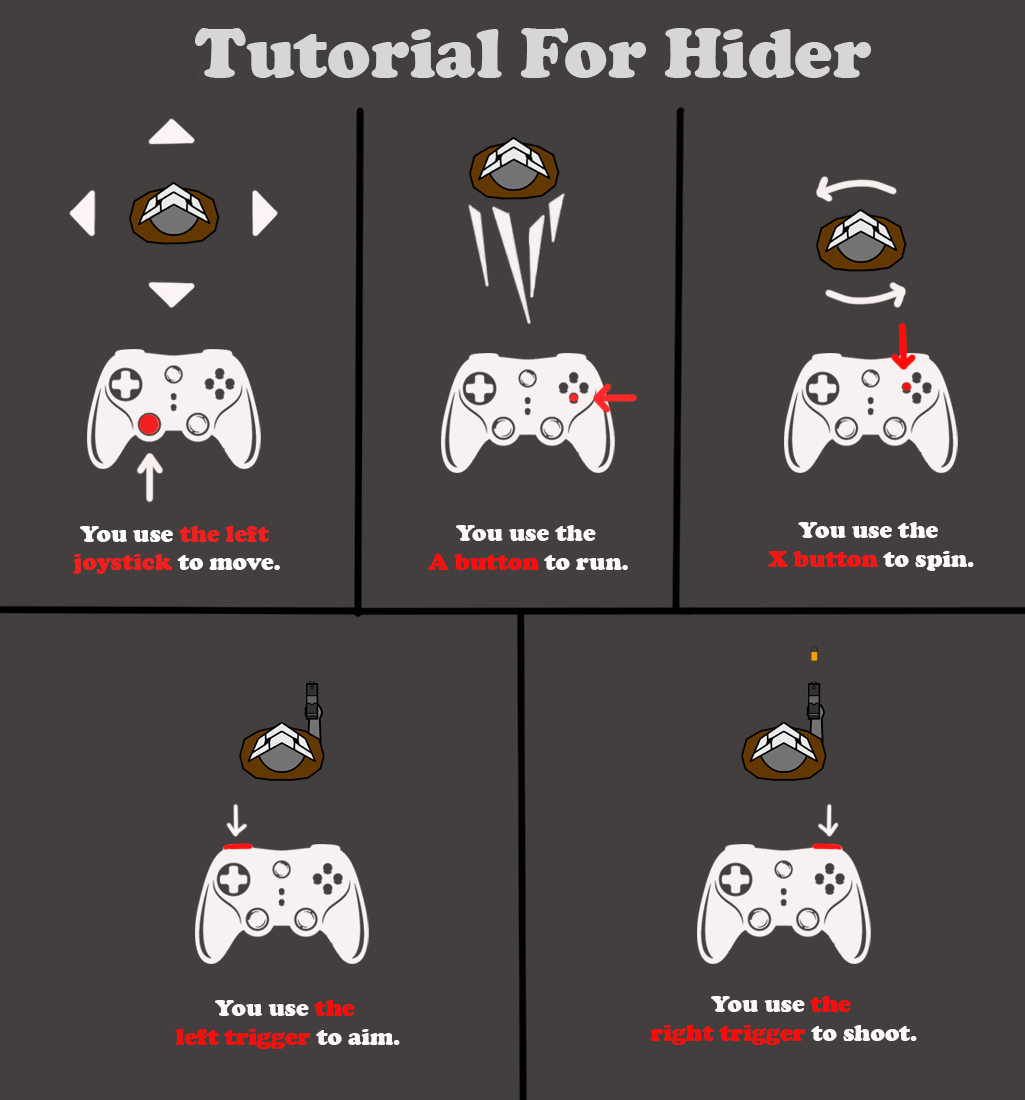 Tutorial For Hider
You use the left
joystick to move.
You use the
A button to run.
You use the
X button to spin.
You use the
left trigger to aim.
You use the
right trigger to shoot.